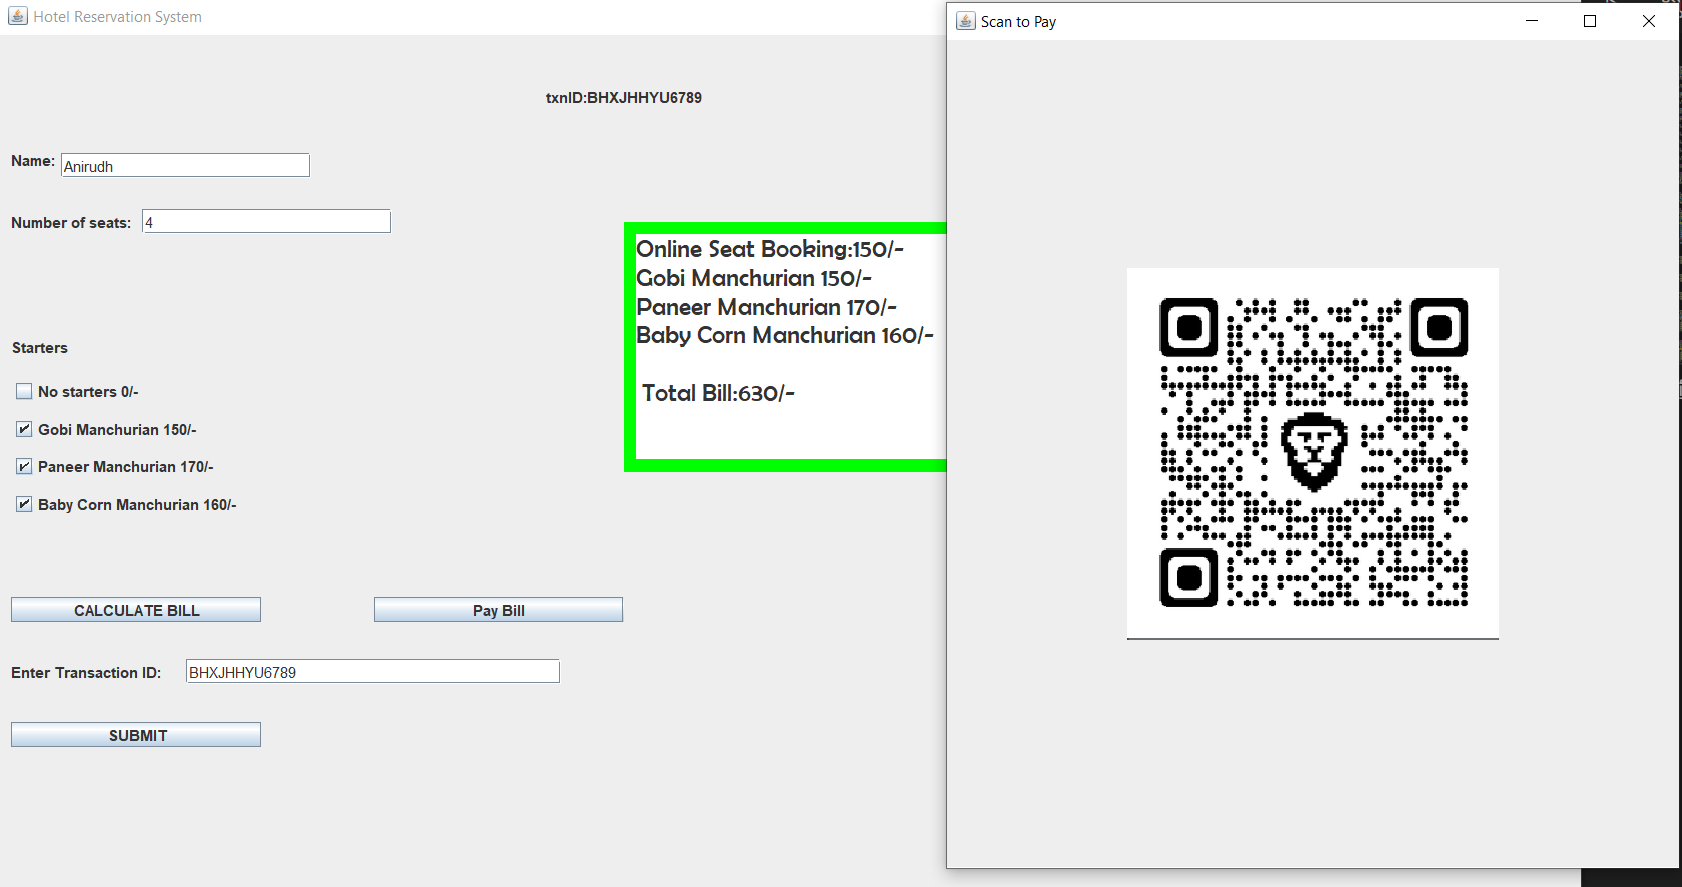 Hotel Reservation System
txnID:BHXJHHYU6789
Name: Anirudh
Number of seats: 4
Online Seat Booking:150/-
Gobi Manchurian 150/-
Paneer Manchurian 170/-
Baby Corn Manchurian 160/-
Total Bill:630/-
Starters
No starters 0/-
Gobi Manchurian 150/-
Paneer Manchurian 170/-
Baby Corn Manchurian 160/-
CALCULATE BILL
Pay Bill
Enter Transaction ID: BHXJHHYU6789
SUBMIT
Scan to Pay